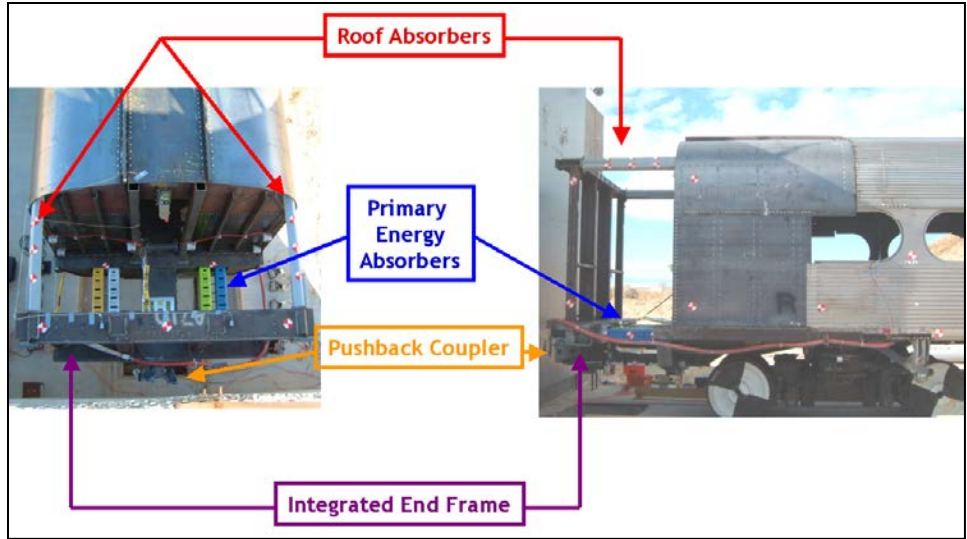 Roof Absorbers
Primary
Energy
Absorbers
Pushback Coupler
Integrated End Frame
R